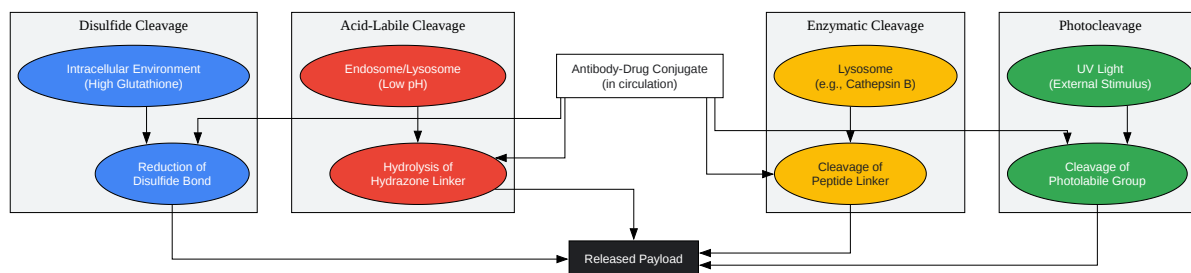 Disulfide Cleavage
Acid-Labile Cleavage
Enzymatic Cleavage
Photocleavage
Intracellular Environment
(High Glutathione)
Endosome/Lysosome
(Low pH)
Antibody-Drug Conjugate
(in circulation)
Lysosome
(e.g., Cathepsin B)
UV Light
(External Stimulus)
Reduction of
Disulfide Bond
Hydrolysis of
Hydrazone Linker
Cleavage of
Peptide Linker
Cleavage of
Photolabile Group
Released Payload